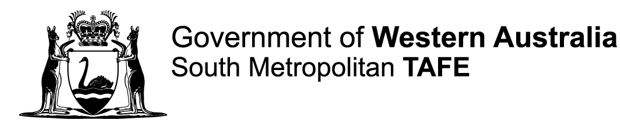 Government of Western Australia
South Metropolitan TAFE